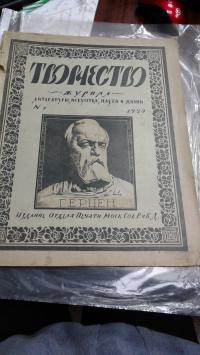 ТВОРЧЕСТВО
ЖУРНАЛ
ЛИТЕРАТУРЫ, ИСКУССТВА, НАУКИ И ЖИЗНИ
1920
ГЕРЦЕН
ИЗДАНИЕ ОТДЕЛА ПЕЧАТИ МОСК. СОВ. Р. и К. Д.